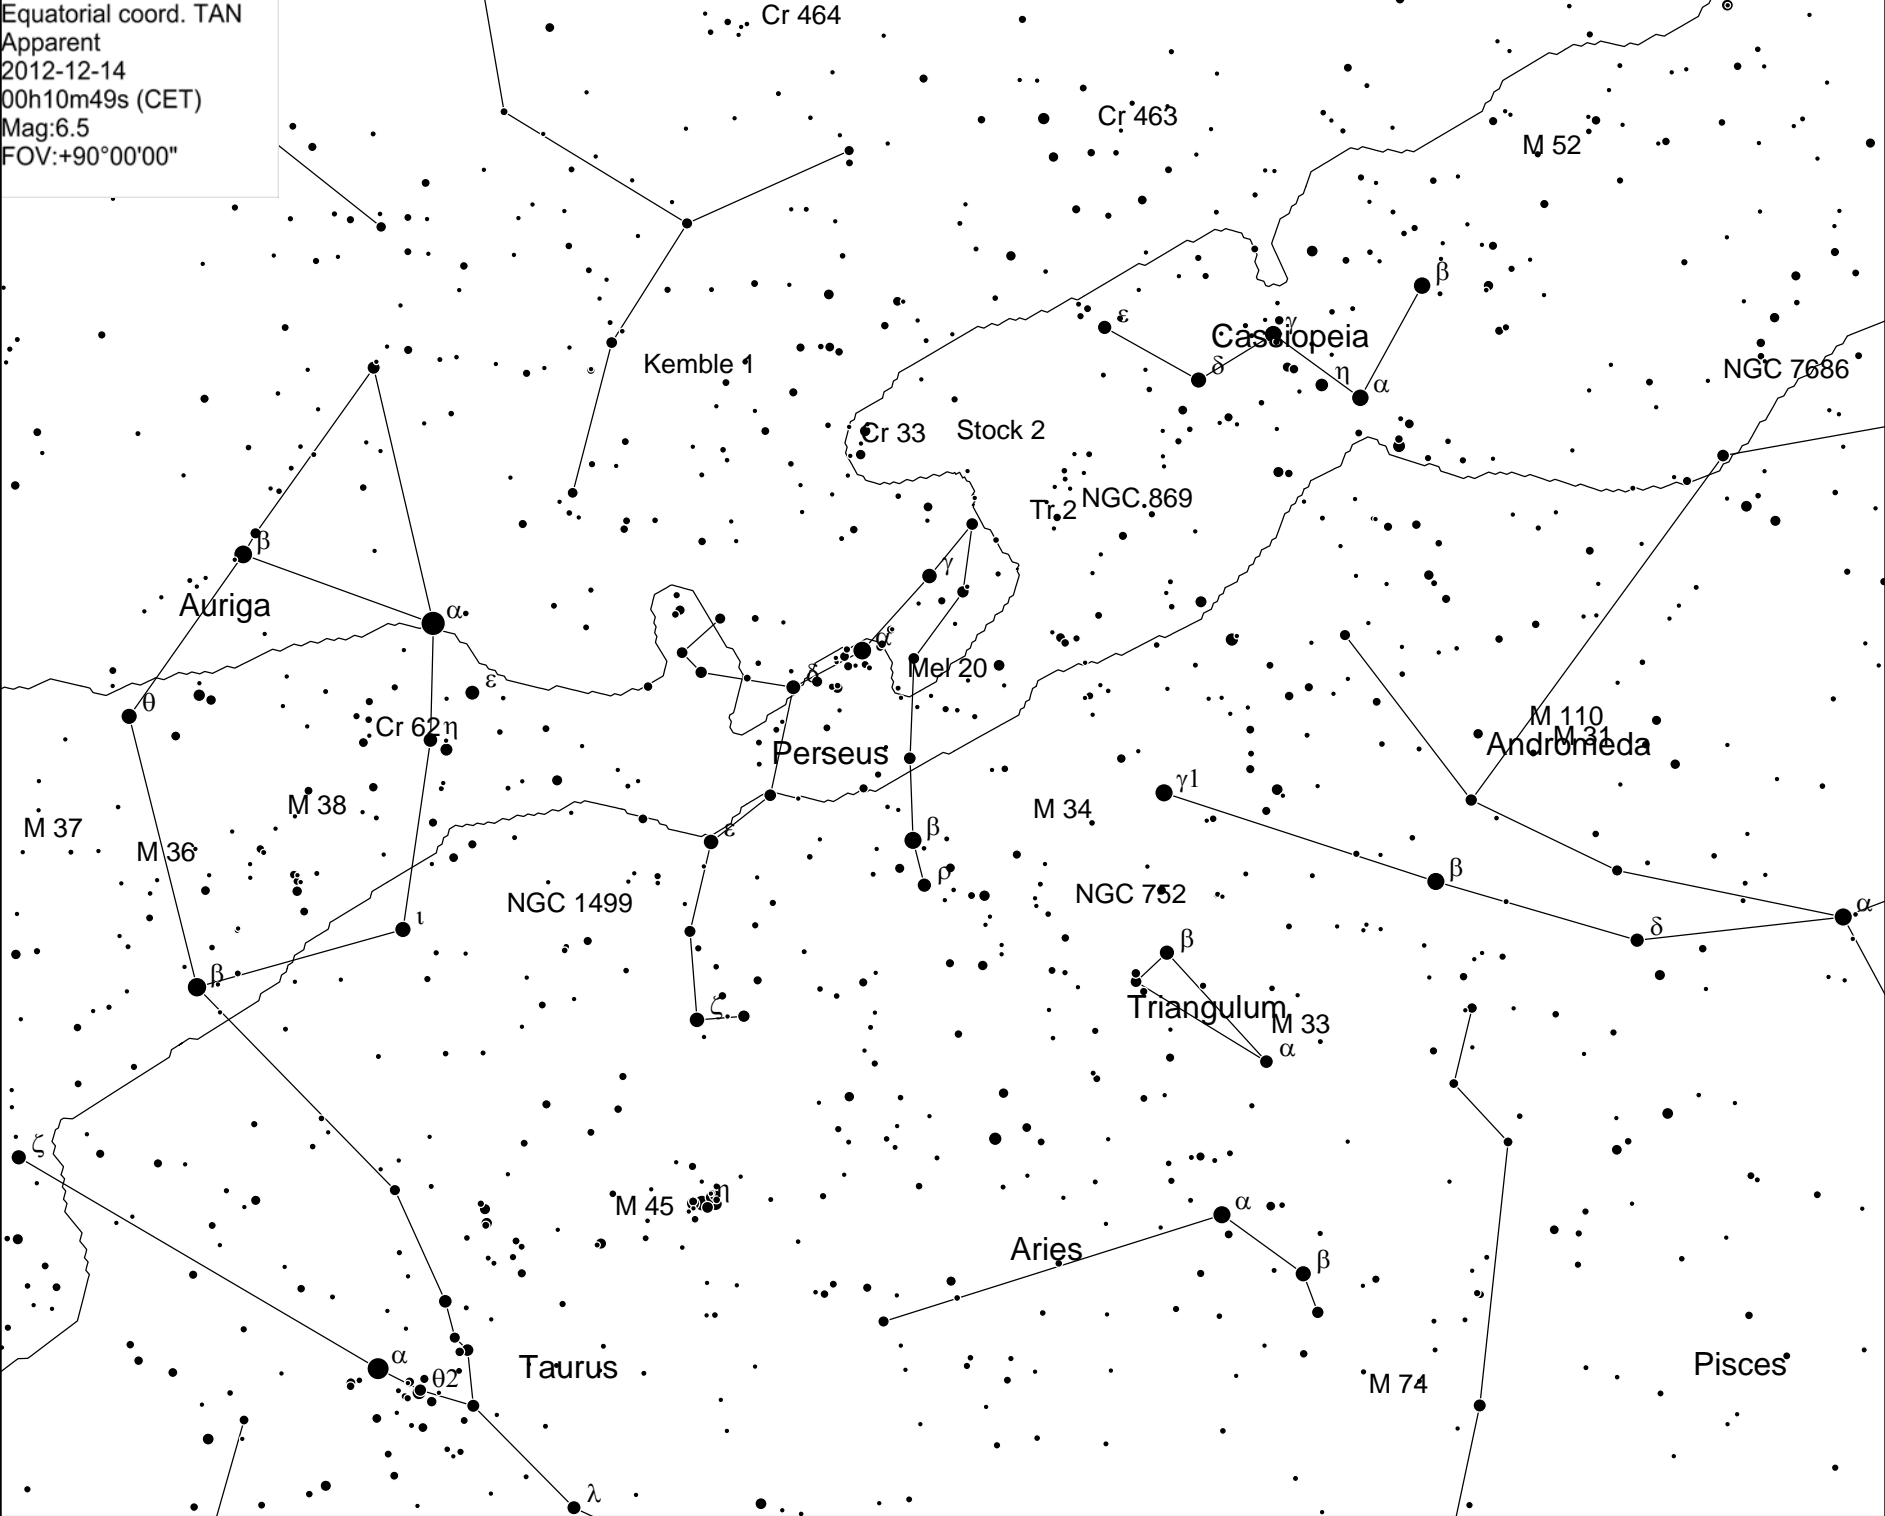 Equatorial coord. TAN
Apparent
2012-12-14
00h10m49s (CET)
Mag:6.5
FOV:+90°00'00"
Cr 464
Cr 463
M 52
β
ε
γ
Cassiopeia
δ
η
α
NGC 7686
Kemble 1
Cr 33
Stock 2
NGC 869
Tr 2
β
γ
Auriga
α
α
δ
Mel 20
ε
θ
Cr 62
η
M 110
M 31
Andromeda
Perseus
γ1
M 38
M 34
M 37
M 36
ε
β
β
ρ
NGC 1499
NGC 752
ι
α
δ
β
β
ζ
Triangulum
M 33
α
ζ
M 45
η
α
Aries
β
α
θ2
Taurus
M 74
Pisces
λ